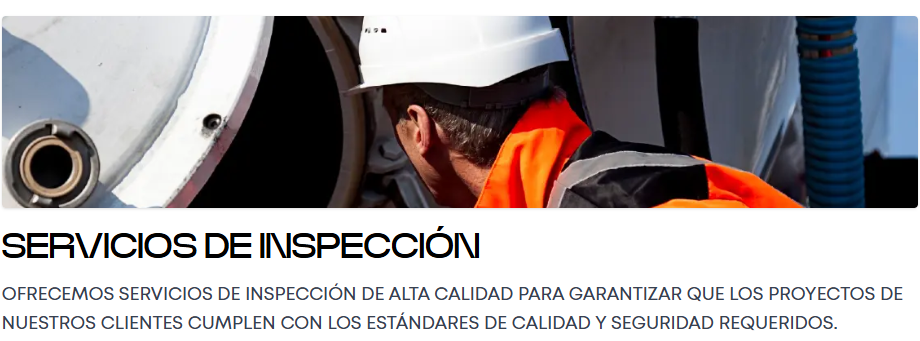 SERVICIOS DE INSPECCIÓN
OFRECEMOS SERVICIOS DE INSPECCIÓN DE ALTA CALIDAD PARA GARANTIZAR QUE LOS PROYECTOS DE
NUESTROS CLIENTES CUMPLEN CON LOS ESTÁNDARES DE CALIDAD Y SEGURIDAD REQUERIDOS.